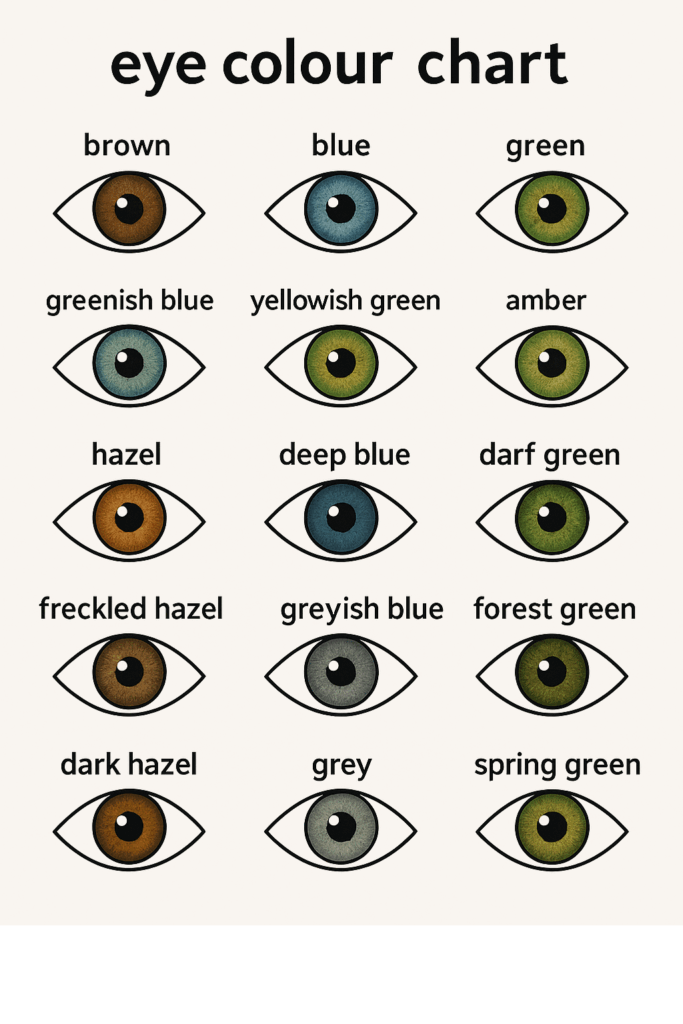 eye colour chart
brown blue green
greenish blue yellowish green amber
hazel deep blue darf green
freckled hazel greyish blue forest green
dark hazel grey spring green